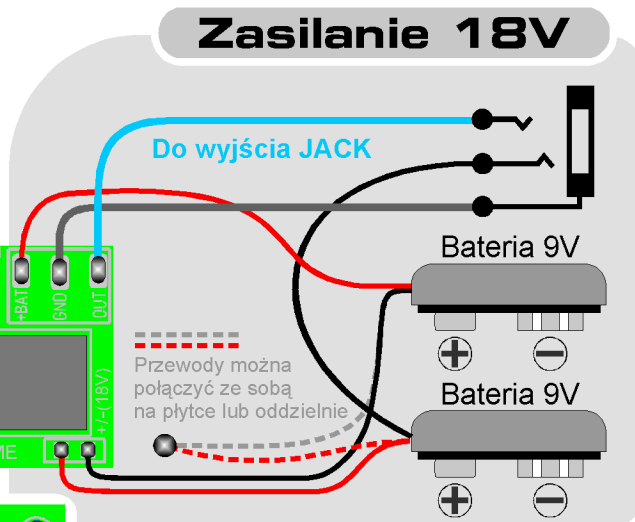 Zasilanie 18V
Do wyjścia JACK
Bateria 9V
+BAT
GND
OUT
Przewody można
połączyć ze sobą
na płytce lub oddzielnie
+/-(18V)
Bateria 9V
ME